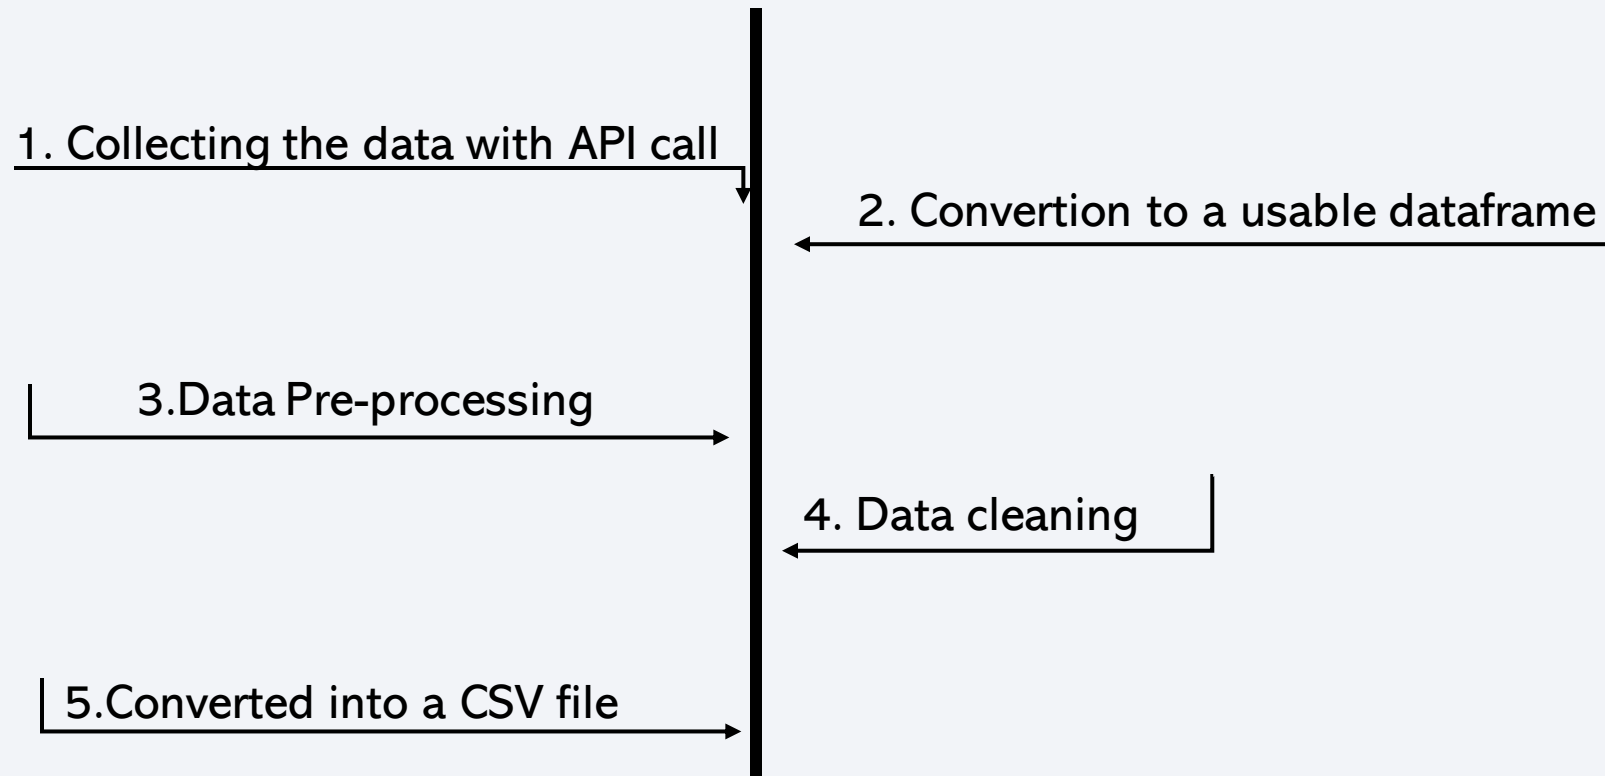 1. Collecting the data with API call
2. Convertion to a usable dataframe
3.Data Pre-processing
4. Data cleaning
5.Converted into a CSV file